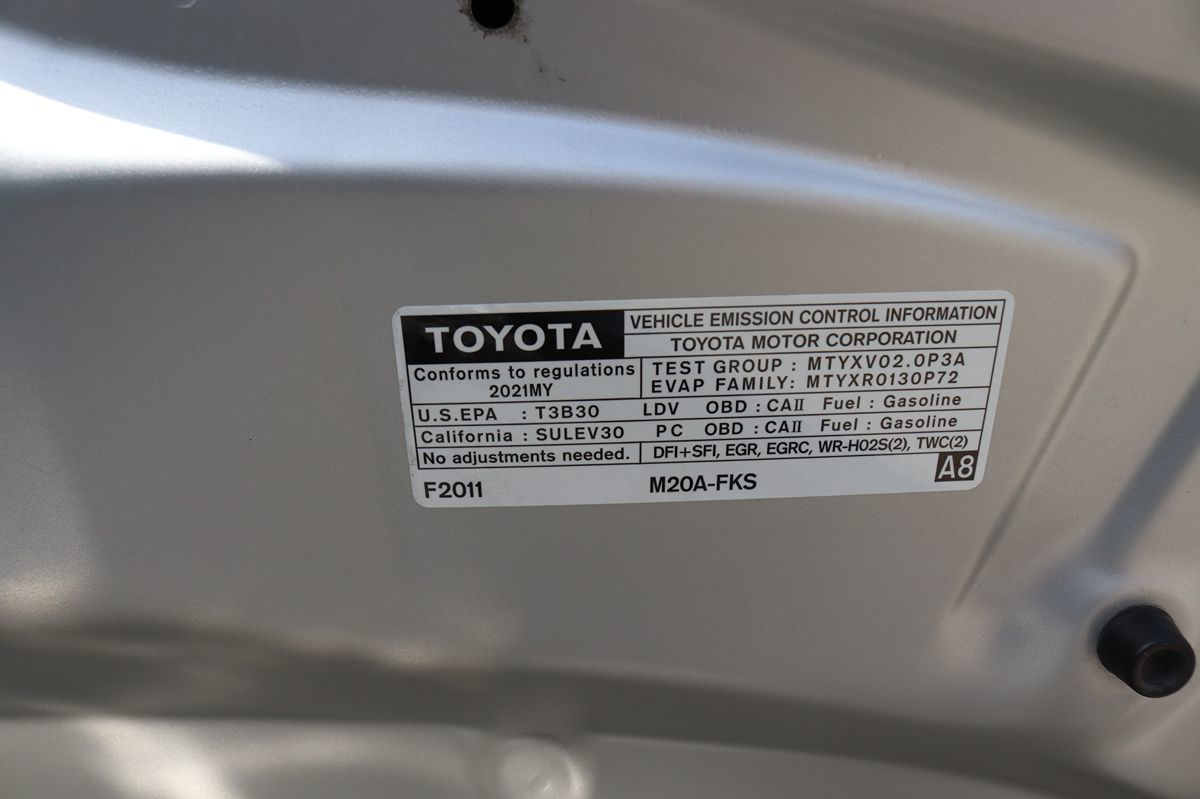 TOYOTA
VEHICLE EMISSION CONTROL INFORMATION
TOYOTA MOTOR CORPORATION
Conforms to regulations
2021MY
TEST GROUP : MTYXV02.0P3A
EVAP FAMILY: MTYXR0130P72
U.S.EPA : T3B30 LDV OBD : CAII Fuel : Gasoline
California : SULEV30 PC OBD : CAII Fuel : Gasoline
No adjustments needed. DFI+SFI, EGR, EGRC, WR-HO2S(2), TWC(2)
F2011 M20A-FKS A8